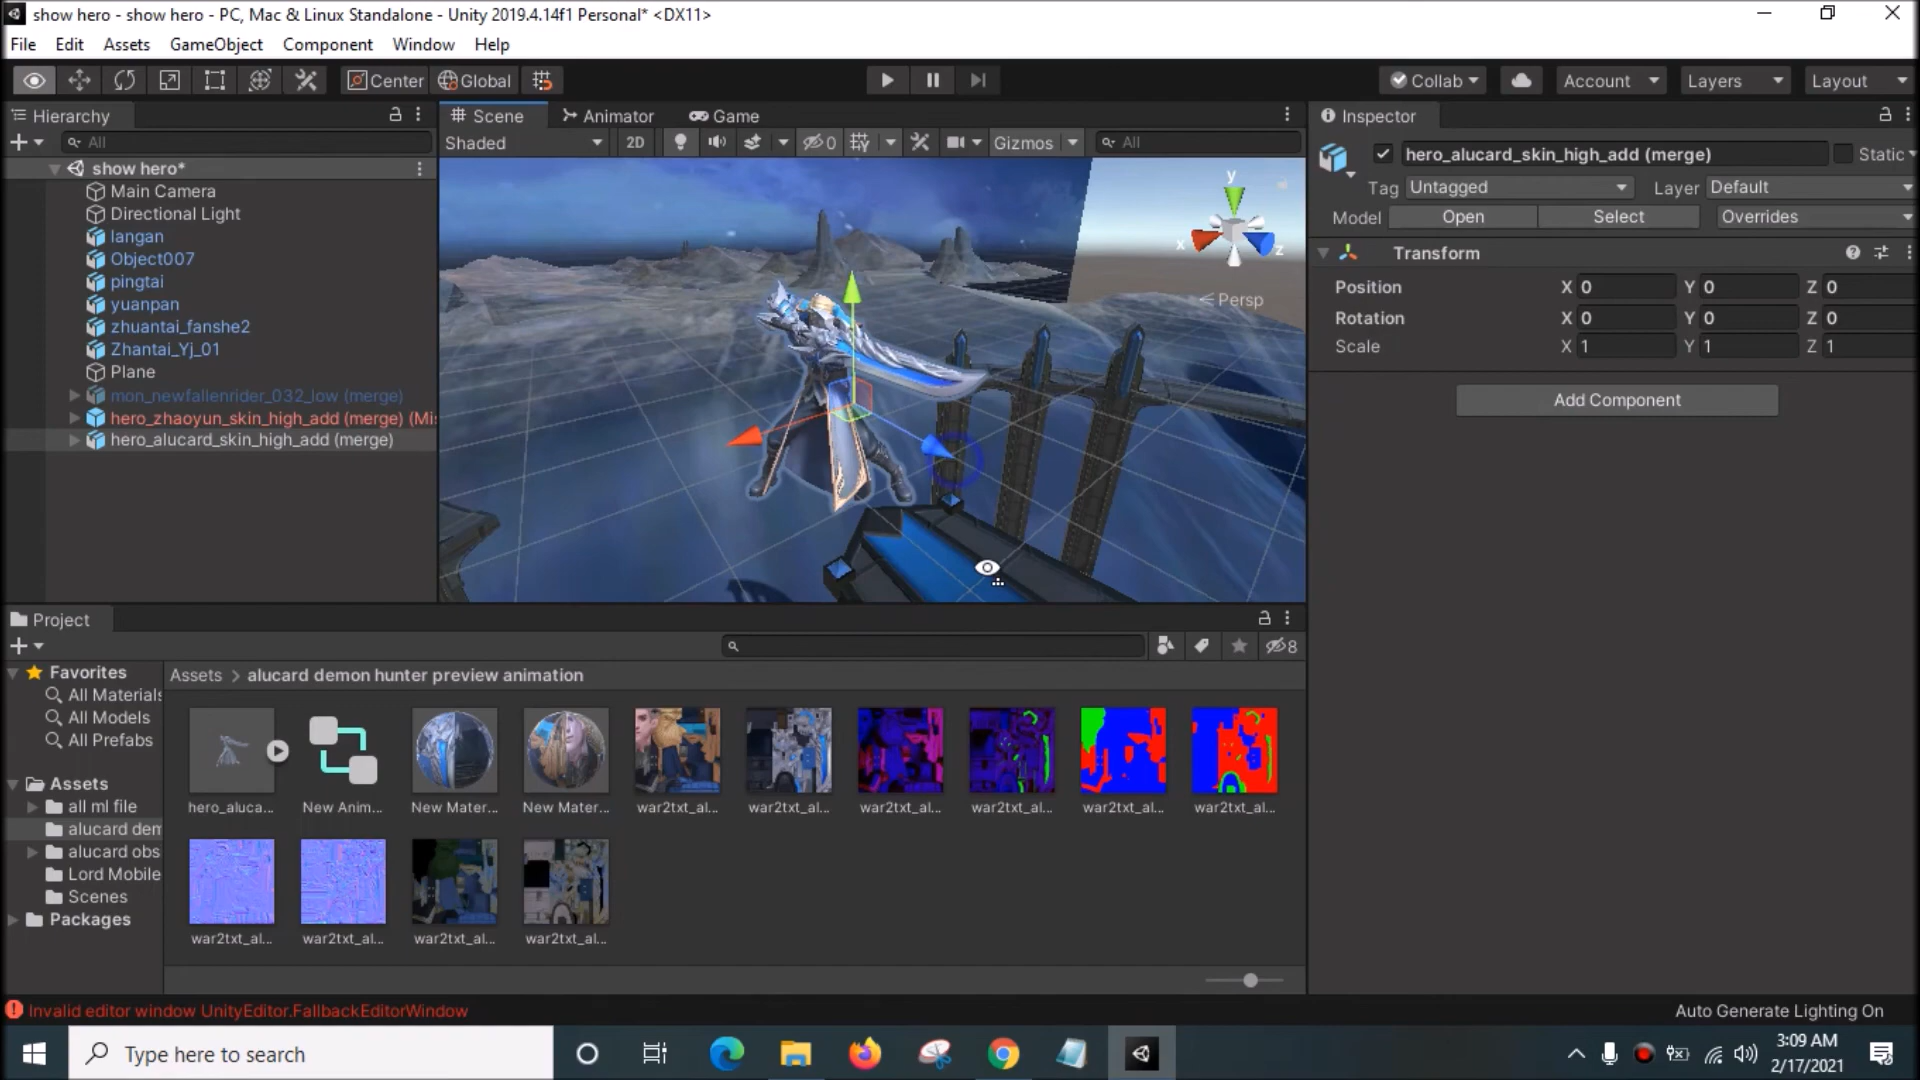 show hero - show hero - PC, Mac & Linux Standalone - Unity 2019.4.14f1 Personal* <DX11>
File Edit Assets GameObject Component Window Help
Center Global Collab Account Layers Layout
Hierarchy
All
show hero*
Main Camera
Directional Light
langan
Object007
pingtai
yuanpan
zhuantai_fanshe2
Zhantai_Yj_01
Plane
mon_newfallenrider_032_low (merge)
hero_zhaoyun_skin_high_add (merge) (Mi
hero_alucard_skin_high_add (merge)
Scene Animator Game
Shaded 2D 0 Gizmos All
y
x
z
Persp
Inspector
hero_alucard_skin_high_add (merge) Static
Tag Untagged Layer Default
Model Open Select Overrides
Transform
Position X 0 Y 0 Z 0
Rotation X 0 Y 0 Z 0
Scale X 1 Y 1 Z 1
Add Component
Project
8
Favorites
All Materials
All Models
All Prefabs
Assets
all ml file
alucard dem
alucard obs
Lord Mobile
Scenes
Packages
Assets > alucard demon hunter preview animation
hero_aluca... New Anim... New Mater... New Mater... war2txt_al... war2txt_al... war2txt_al... war2txt_al... war2txt_al... war2txt_al...
war2txt_al... war2txt_al... war2txt_al... war2txt_al...
Invalid editor window UnityEditor.FallbackEditorWindow
Auto Generate Lighting On
Type here to search
3:09 AM
2/17/2021